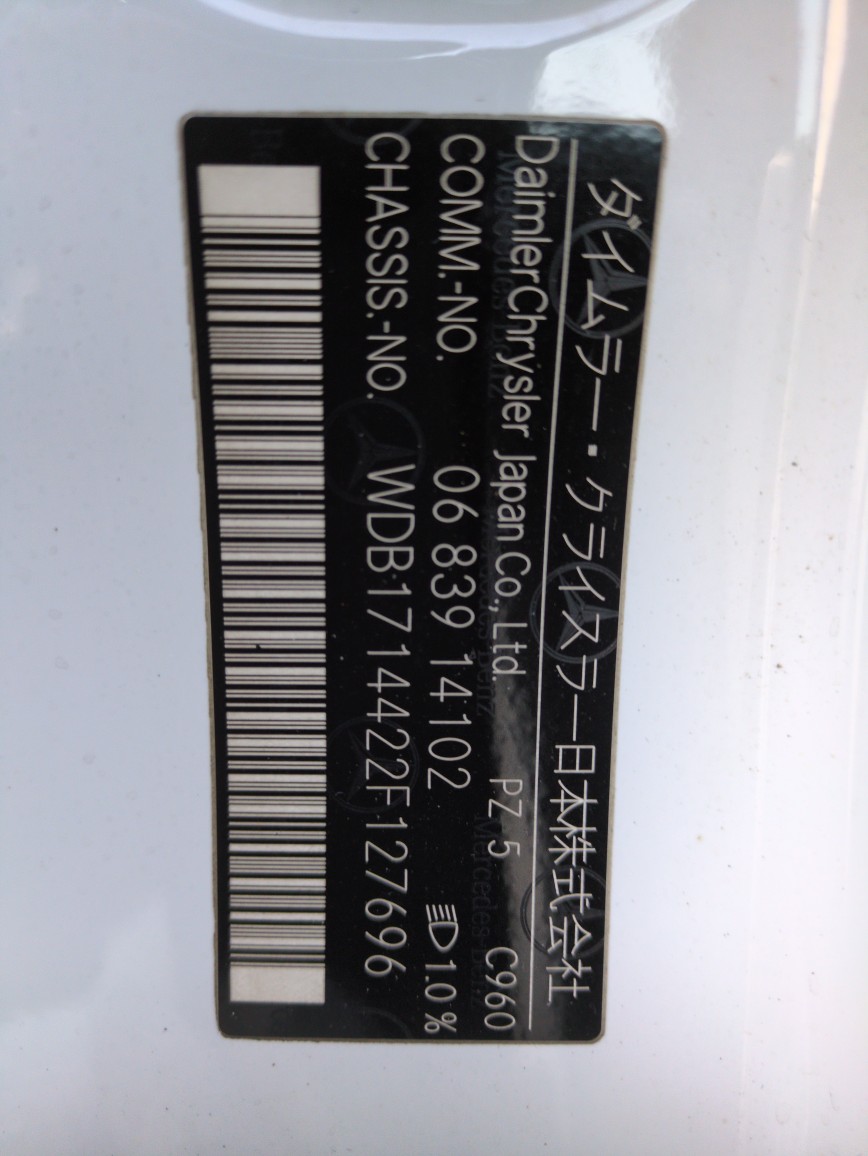 ダイムラー・クライスラー日本株式会社
DaimlerChrysler Japan Co., Ltd. PZ 5 C960
COMM.-NO. 06 839 14102 1.0 %
CHASSIS.-NO. WDB1714422F127696